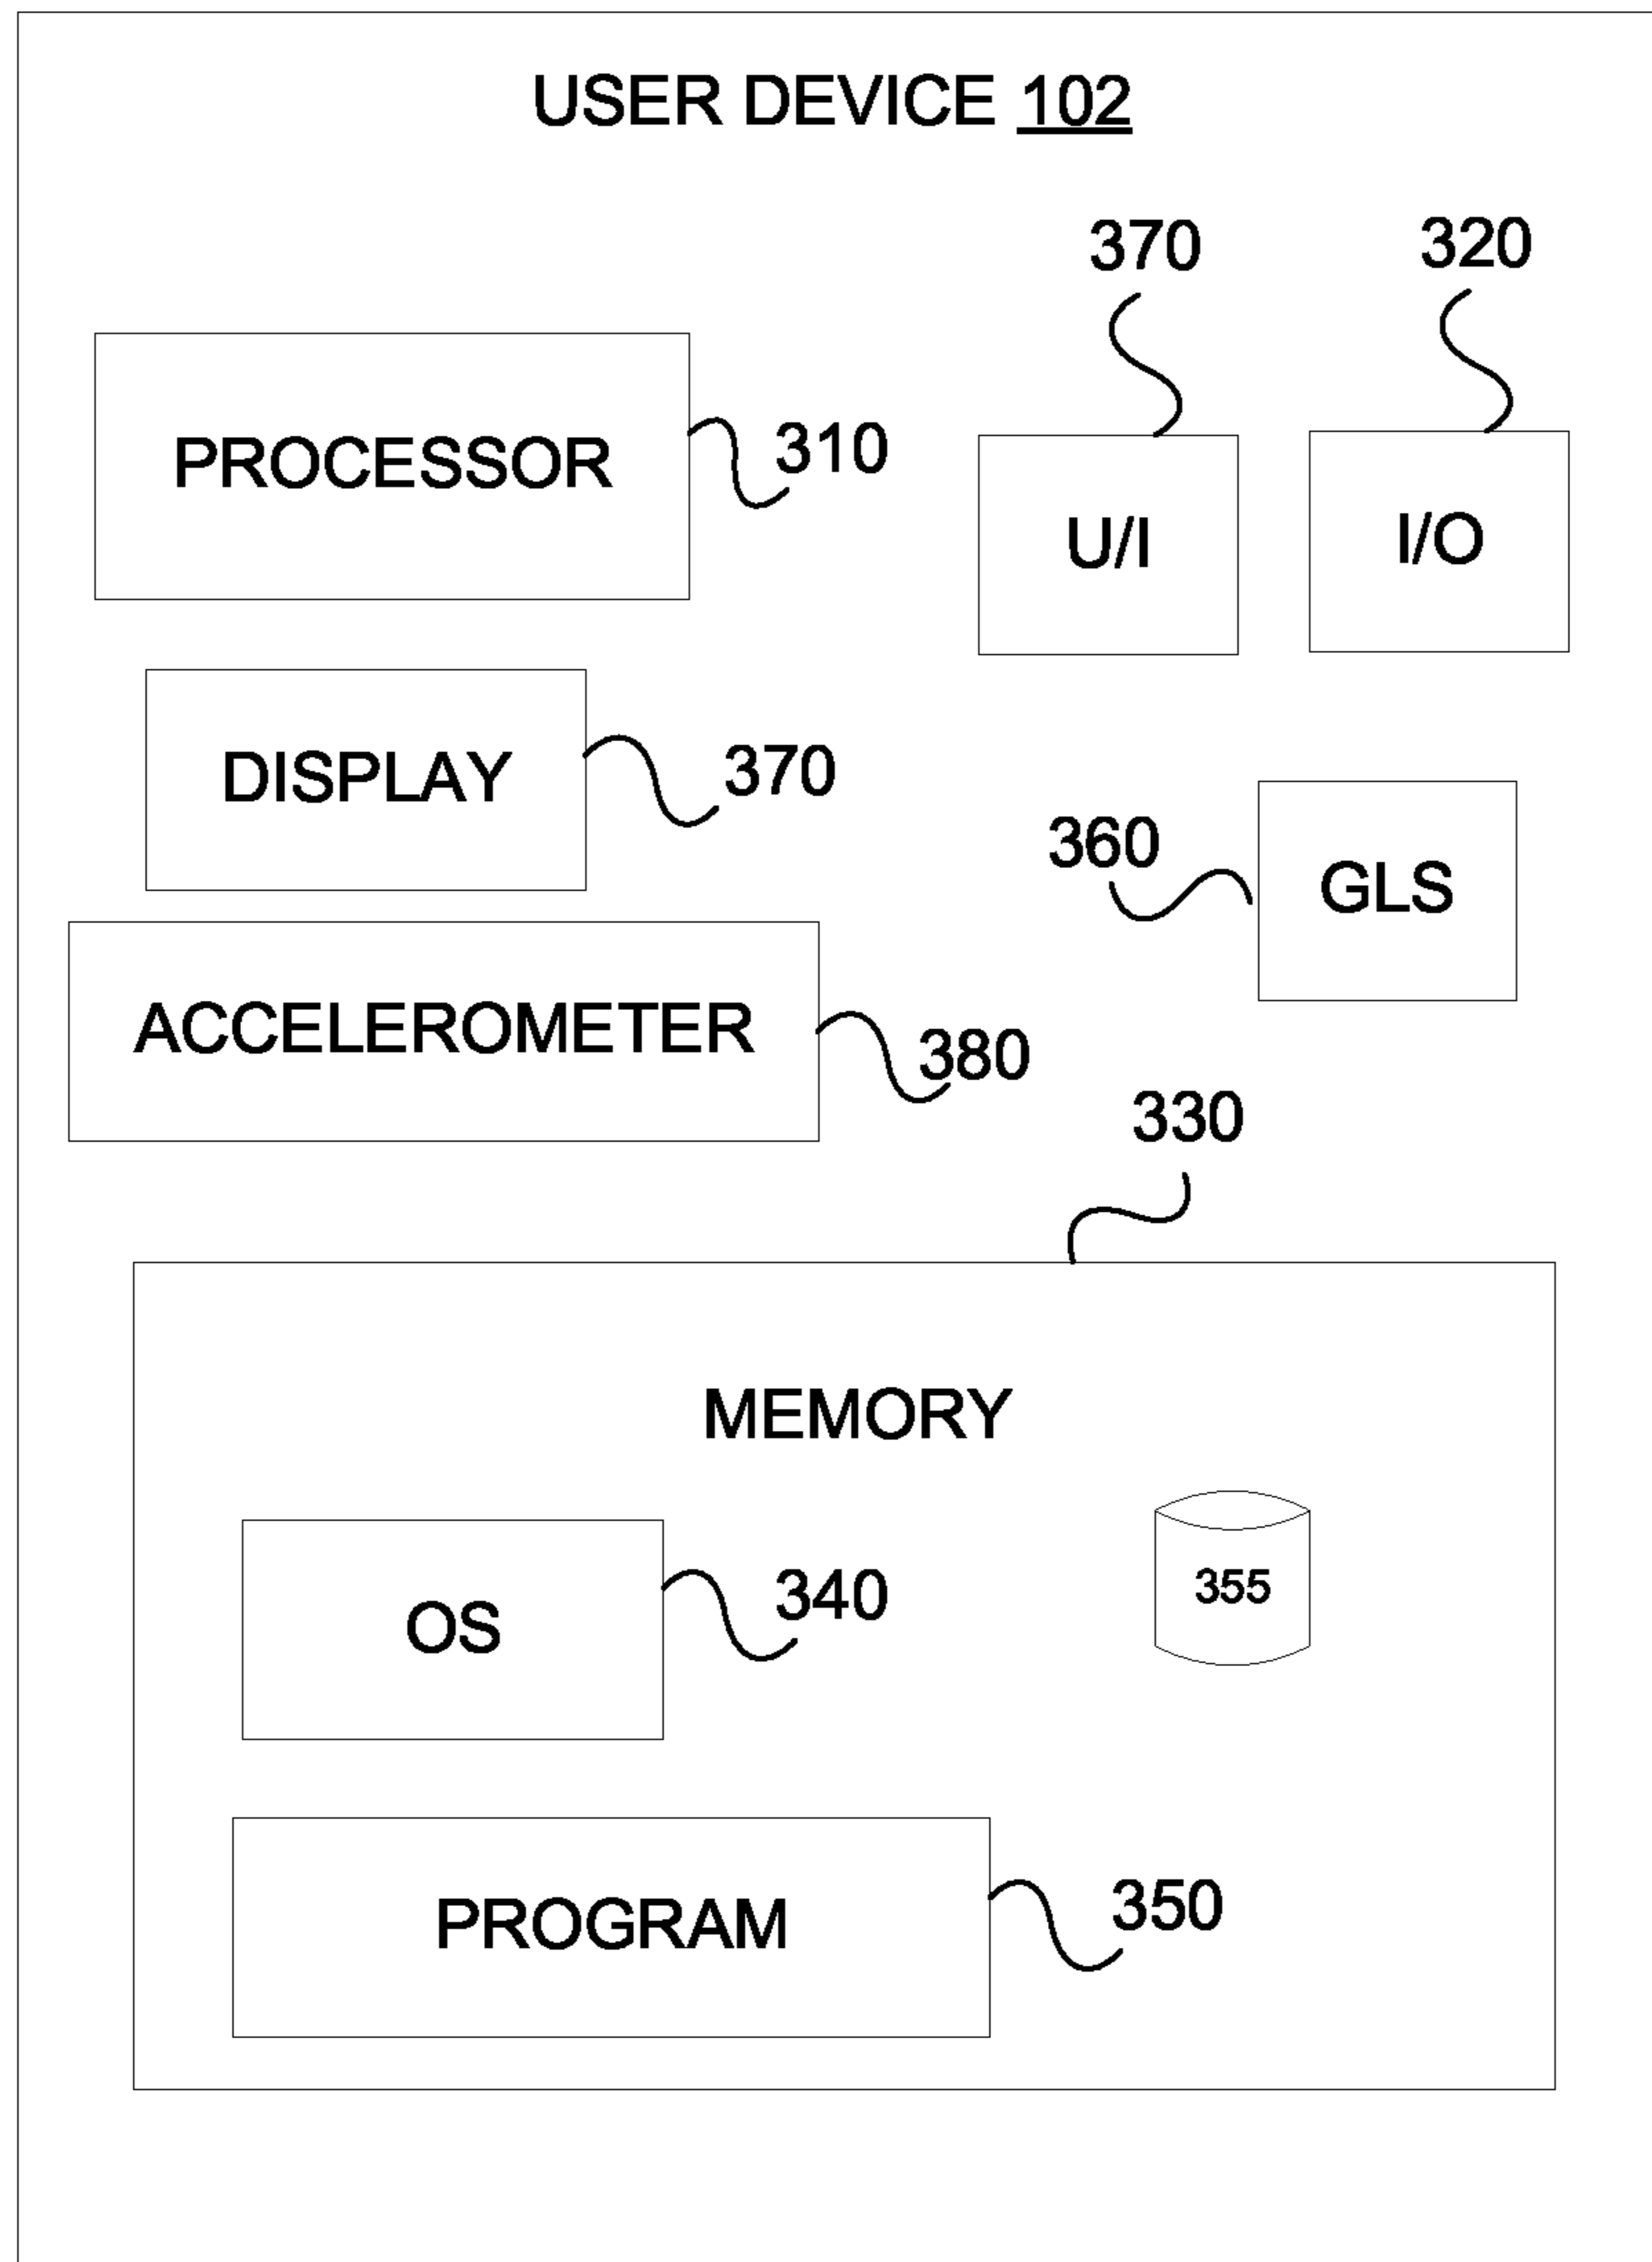 USER DEVICE 102
370
320
PROCESSOR
310
U/I
I/O
DISPLAY
370
360
GLS
ACCELEROMETER
380
330
MEMORY
OS
340
355
PROGRAM
350